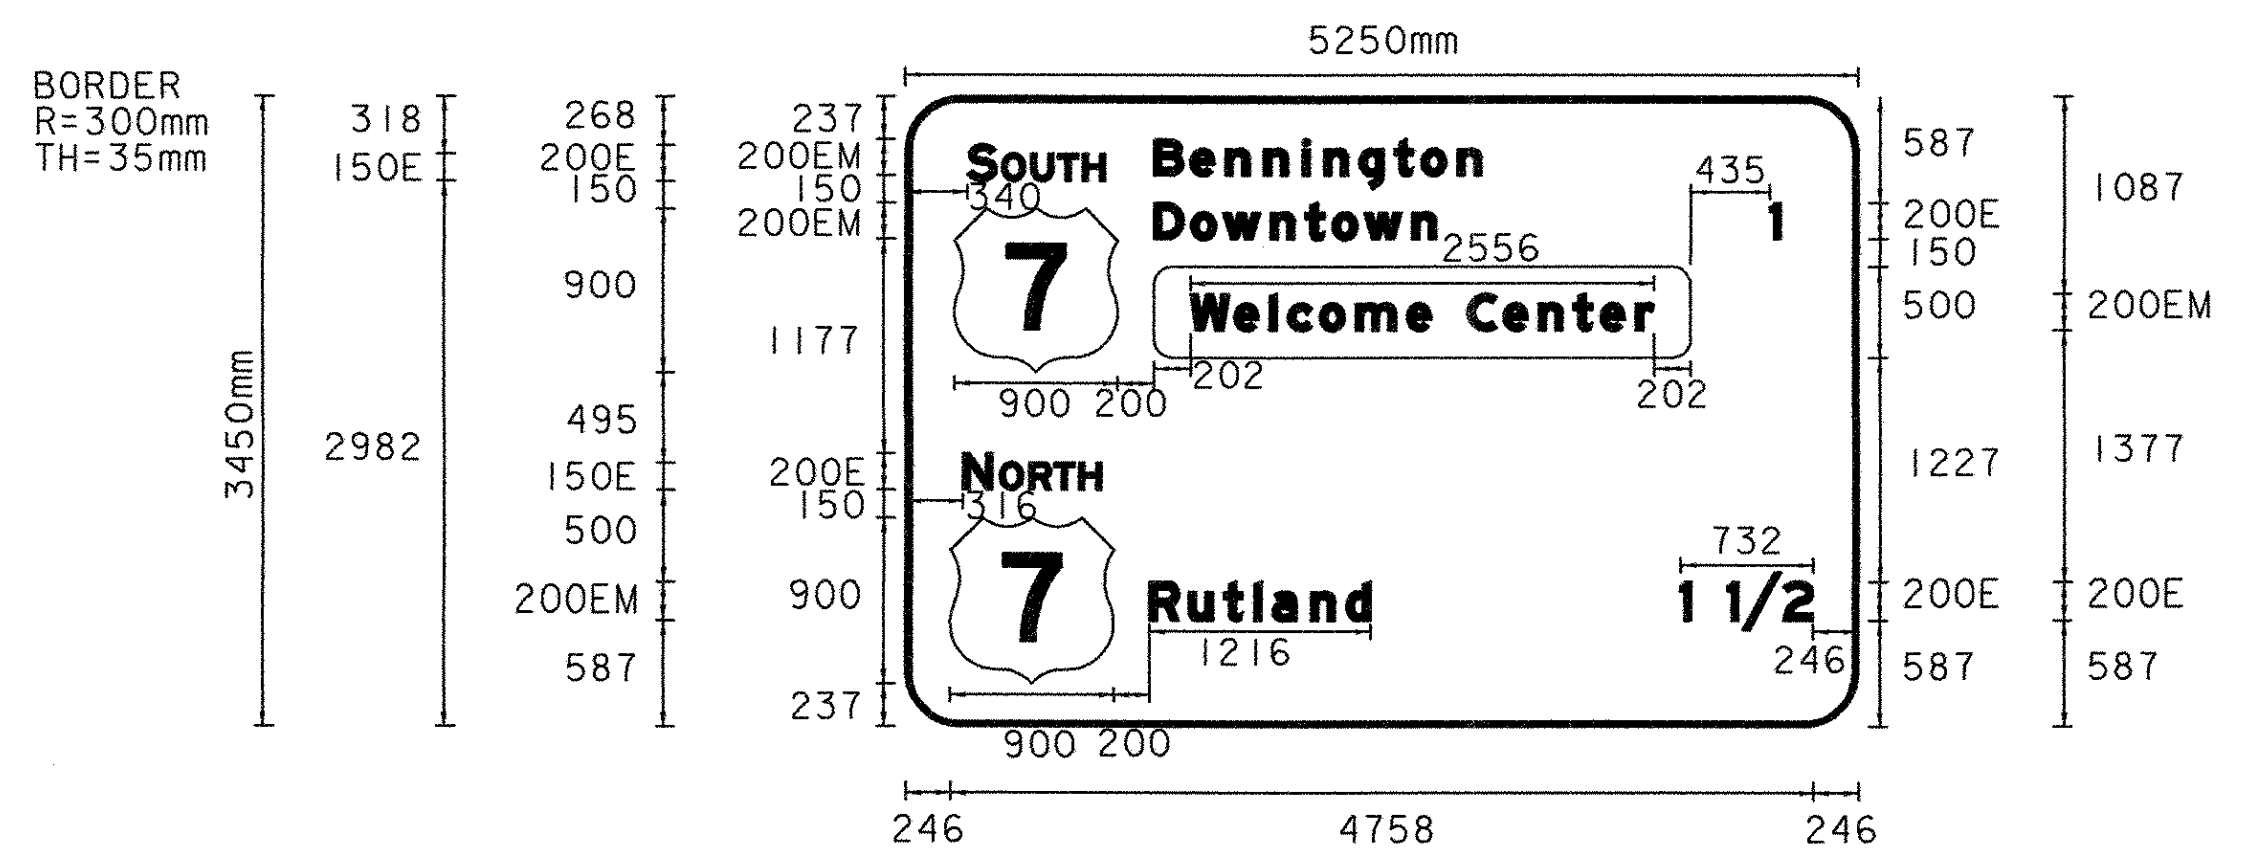 5250mm
BORDER
R=300mm
TH=35mm
3450mm
318
150E
2982
268
200E
150
900
495
150E
500
200EM
587
237
200EM
150
200EM
1177
200E
150
900
237
SOUTH
340
7
900 200
Bennington
Downtown
1
435
2556
Welcome Center
202
202
NORTH
316
7
900 200
Rutland
1216
732
1 1/2
246
587
200E
150
500
1227
200E
587
1087
200EM
1377
200E
587
246
4758
246